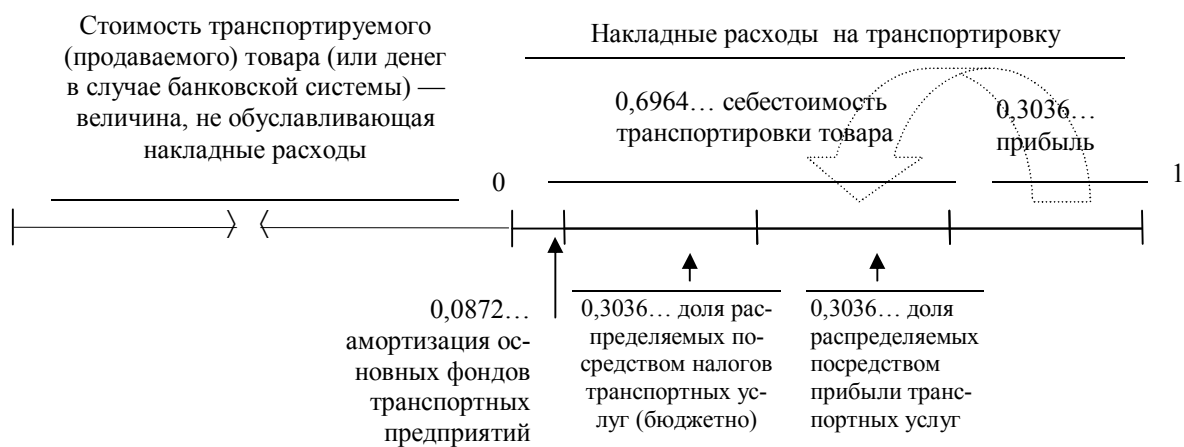 Стоимость транспортируемого
(продаваемого) товара (или денег
в случае банковской системы) —
величина, не обуславливающая
накладные расходы
Накладные расходы на транспортировку
0,6964… себестоимость
транспортировки товара
0,3036…
прибыль
0
1
0,0872…
амортизация ос-
новных фондов
транспортных
предприятий
0,3036… доля рас-
пределяемых по-
средством налогов
транспортных ус-
луг (бюджетно)
0,3036… доля
распределяемых
посредством
прибыли транс-
портных услуг